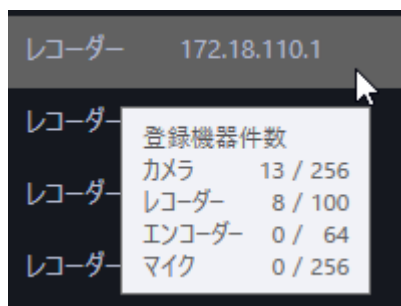 レコーダー 172.18.110.1
レコーダー
登録機器件数
カメラ 13 / 256
レコーダー 8 / 100
レコーダー
エンコーダー 0 / 64
マイク 0 / 256
レコーダー